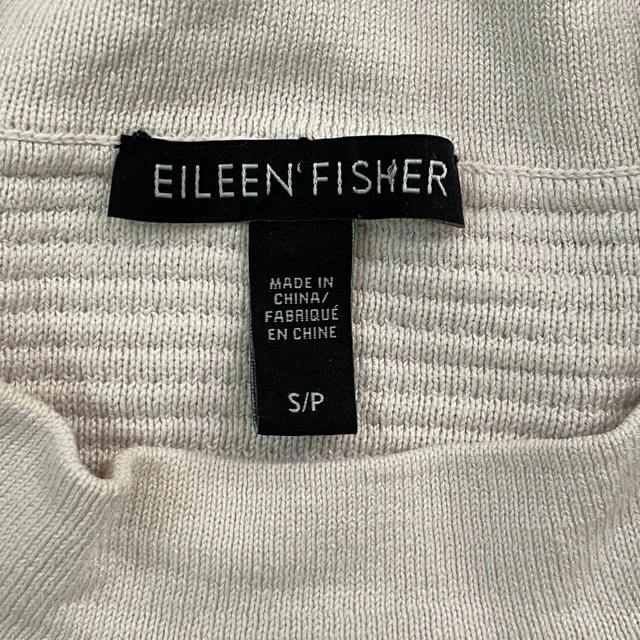 EILEEN FISHER
MADE IN
CHINA/
FABRIQUÉ
EN CHINE
S/P